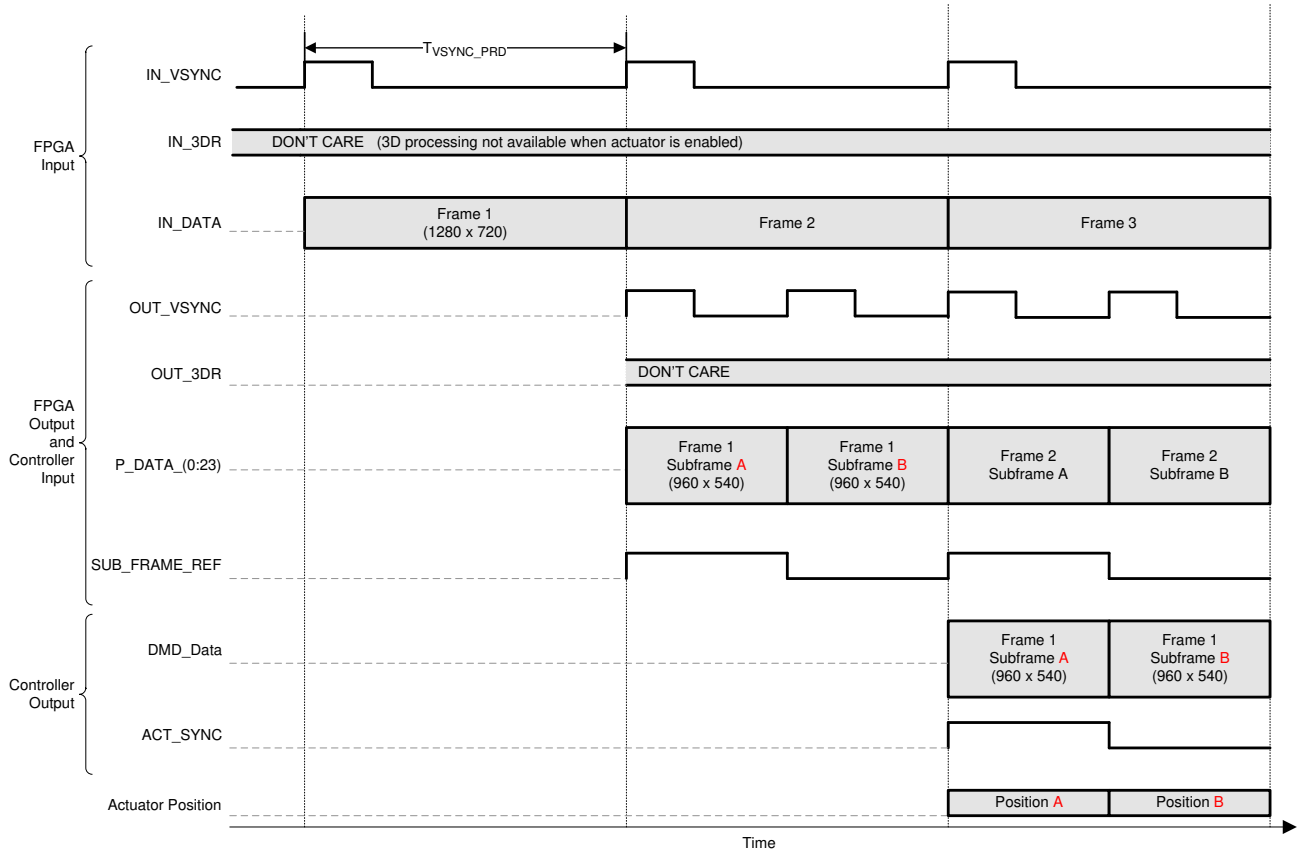 T_VSYNC_PRD
IN_VSYNC
FPGA
Input
IN_3DR
DON'T CARE (3D processing not available when actuator is enabled)
IN_DATA
Frame 1
(1280 x 720)
Frame 2
Frame 3
OUT_VSYNC
OUT_3DR
DON'T CARE
FPGA
Output
and
Controller
Input
P_DATA_(0:23)
Frame 1
Subframe A
(960 x 540)
Frame 1
Subframe B
(960 x 540)
Frame 2
Subframe A
Frame 2
Subframe B
SUB_FRAME_REF
Controller
Output
DMD_Data
Frame 1
Subframe A
(960 x 540)
Frame 1
Subframe B
(960 x 540)
ACT_SYNC
Actuator Position
Position A
Position B
Time